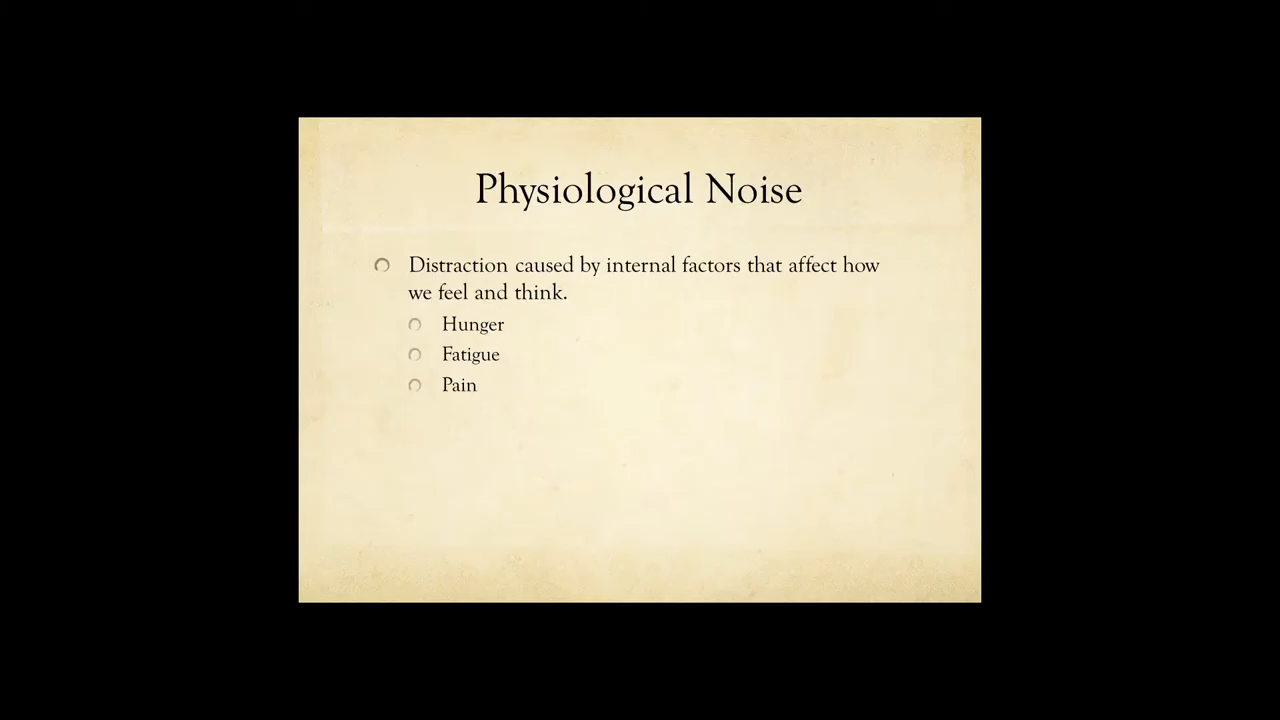 Physiological Noise
Distraction caused by internal factors that affect how
we feel and think.
Hunger
Fatigue
Pain